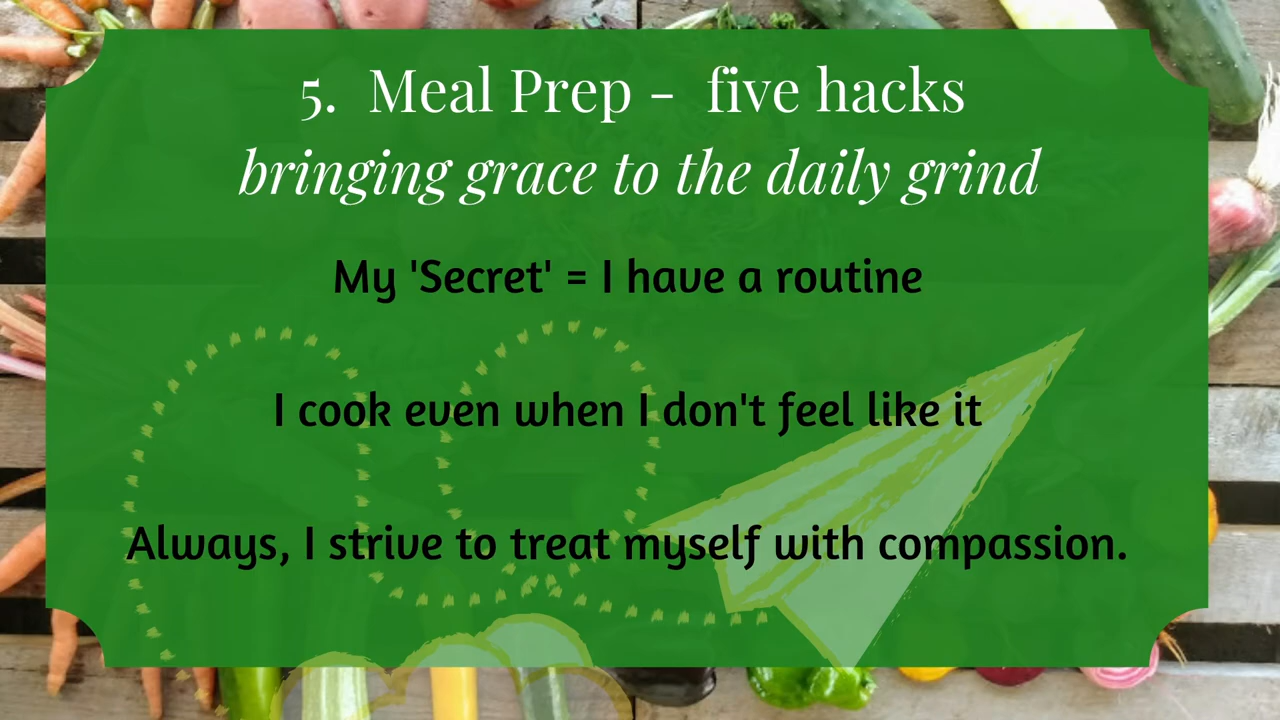 5. Meal Prep - five hacks
bringing grace to the daily grind
My 'Secret' = I have a routine
I cook even when I don't feel like it
Always, I strive to treat myself with compassion.